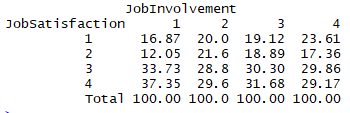 JobInvolvement
JobSatisfaction 1 2 3 4
1 16.87 20.0 19.12 23.61
2 12.05 21.6 18.89 17.36
3 33.73 28.8 30.30 29.86
4 37.35 29.6 31.68 29.17
Total 100.00 100.0 100.00 100.00